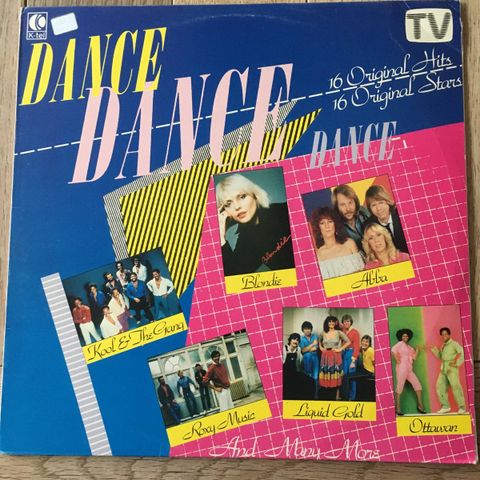 K-tel
TV
DANCE
DANCE
DANCE
16 Original Hits
16 Original Stars
Blondie
Blondie
Abba
Kool & The Gang
Roxy Music
Liquid Gold
Ottawan
And Many More